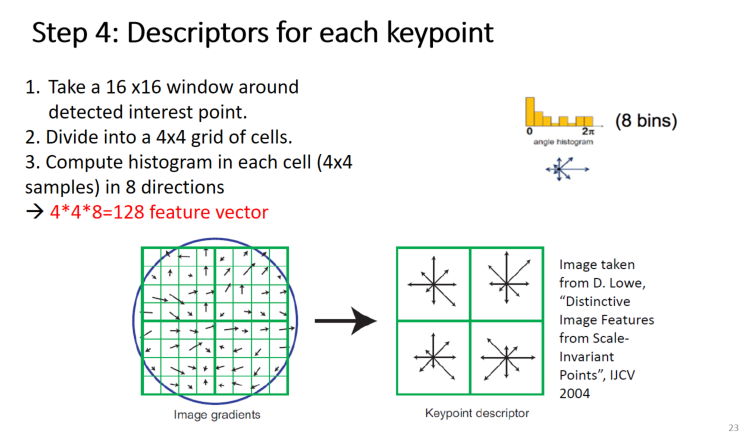 Step 4: Descriptors for each keypoint
1. Take a 16 x16 window around
detected interest point.
2. Divide into a 4x4 grid of cells.
3. Compute histogram in each cell (4x4
samples) in 8 directions
→ 4*4*8=128 feature vector
0 2π
angle histogram
(8 bins)
Image gradients
Keypoint descriptor
Image taken
from D. Lowe,
“Distinctive
Image Features
from Scale-
Invariant
Points”, IJCV
2004
23